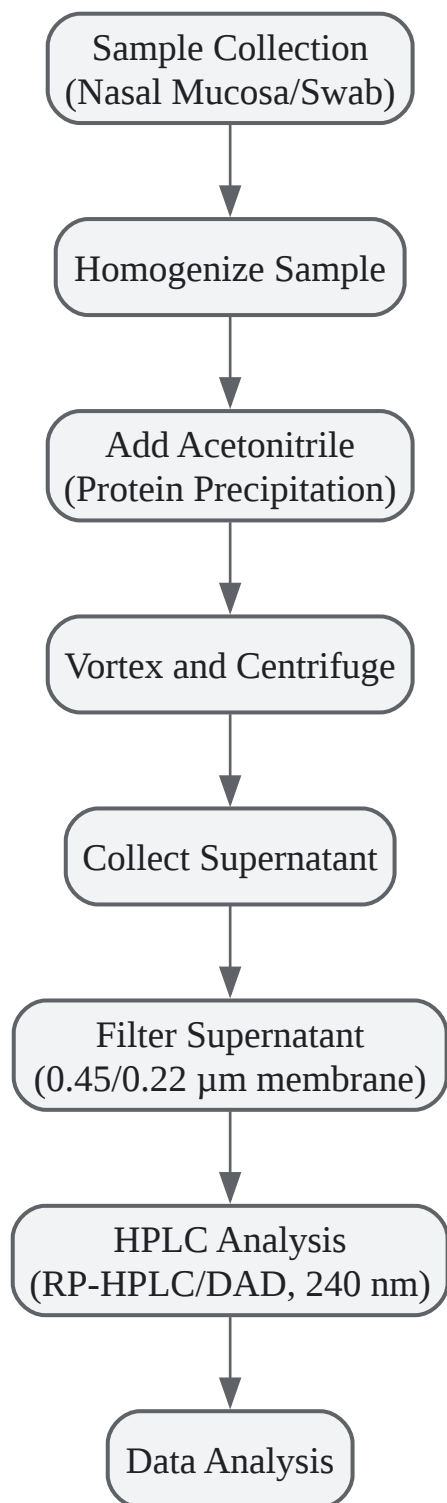 Sample Collection
(Nasal Mucosa/Swab)
Homogenize Sample
Add Acetonitrile
(Protein Precipitation)
Vortex and Centrifuge
Collect Supernatant
Filter Supernatant
(0.45/0.22 µm membrane)
HPLC Analysis
(RP-HPLC/DAD, 240 nm)
Data Analysis